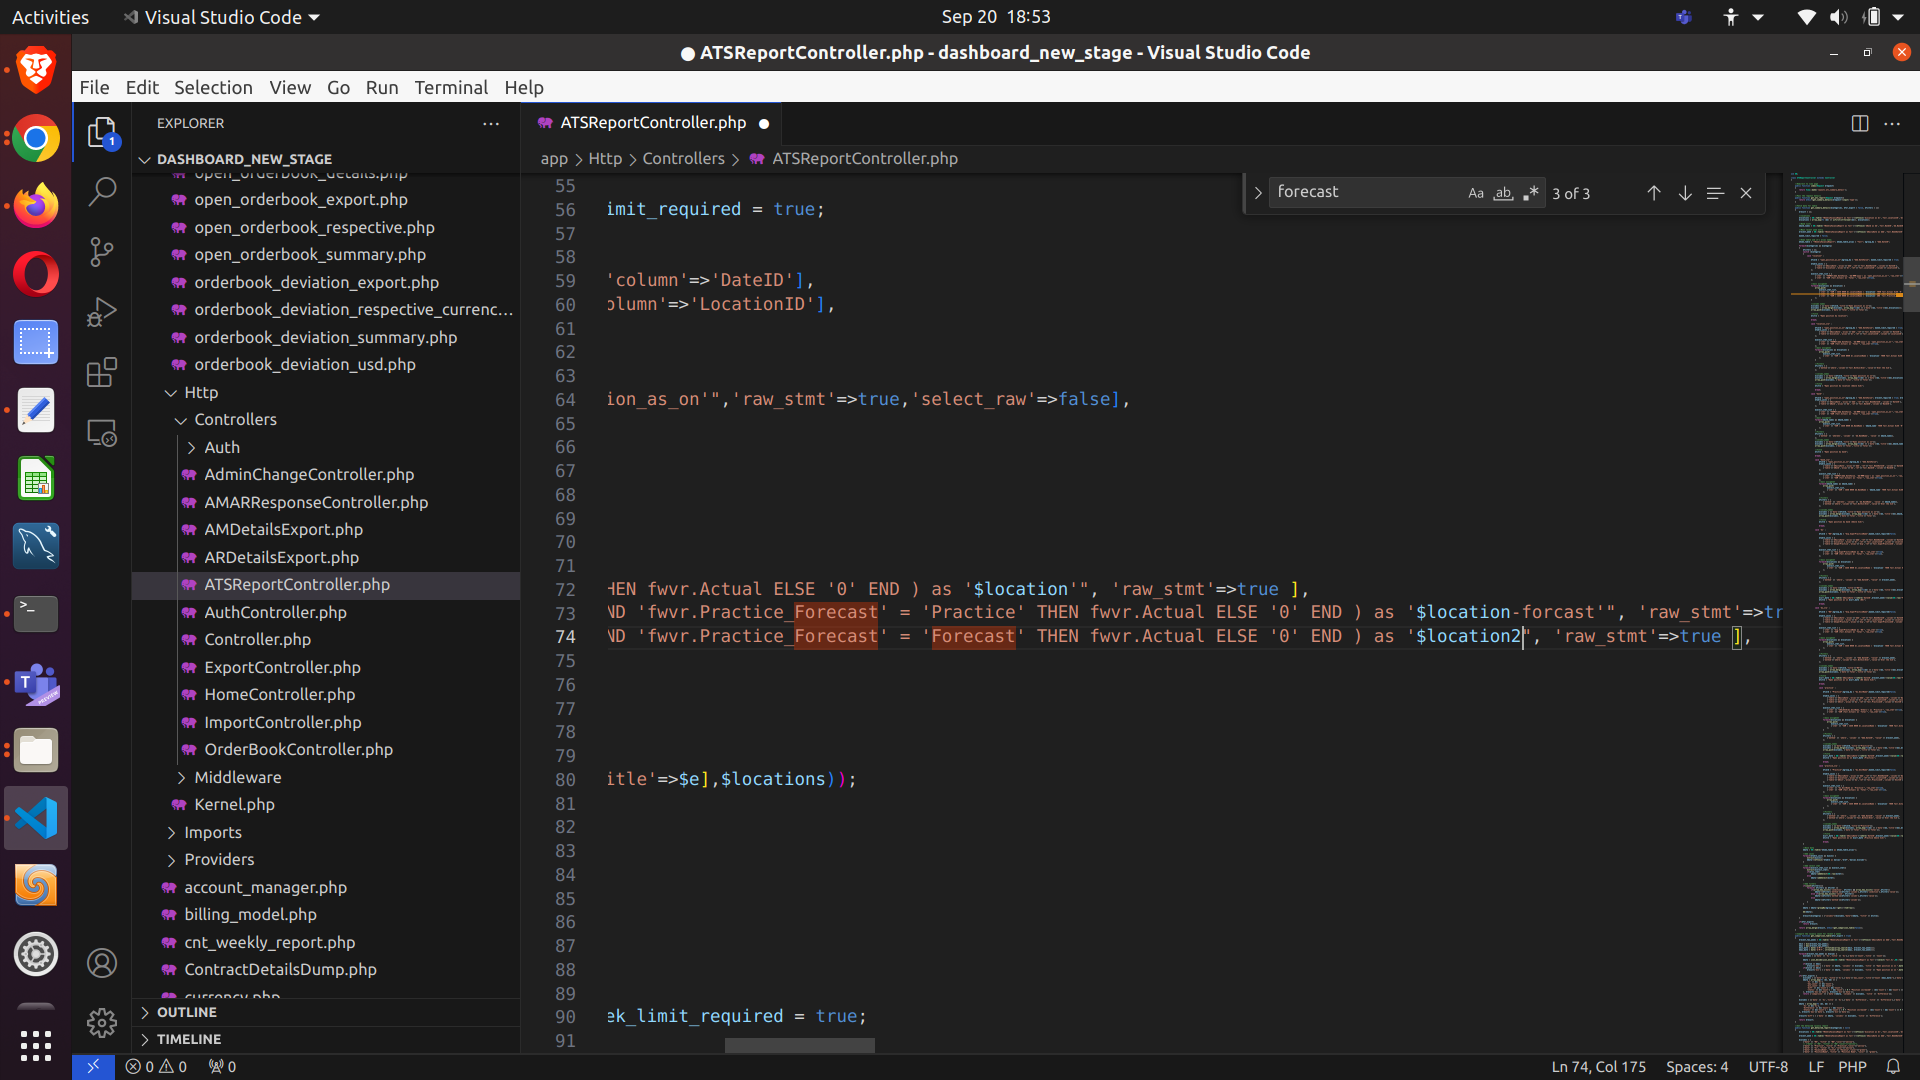 Activities
Visual Studio Code
Sep 20 18:53
ATSReportController.php - dashboard_new_stage - Visual Studio Code
File Edit Selection View Go Run Terminal Help
1
EXPLORER
DASHBOARD_NEW_STAGE
open_orderbook_details.php
open_orderbook_export.php
open_orderbook_respective.php
open_orderbook_summary.php
orderbook_deviation_export.php
orderbook_deviation_respective_currenc...
orderbook_deviation_summary.php
orderbook_deviation_usd.php
Http
Controllers
Auth
AdminChangeController.php
AMARResponseController.php
AMDetailsExport.php
ARDetailsExport.php
ATSReportController.php
AuthController.php
Controller.php
ExportController.php
HomeController.php
ImportController.php
OrderBookController.php
Middleware
Kernel.php
Imports
Providers
account_manager.php
billing_model.php
cnt_weekly_report.php
ContractDetailsDump.php
currency.php
OUTLINE
TIMELINE
ATSReportController.php
app > Http > Controllers > ATSReportController.php
forecast
Aa ab .*
3 of 3
55
56 imit_required = true;
57
58
59 'column'=>'DateID'],
60 olumn'=>'LocationID'],
61
62
63
64 ion_as_on'",'raw_stmt'=>true,'select_raw'=>false],
65
66
67
68
69
70
71
72 HEN fwvr.Actual ELSE '0' END ) as '$location'", 'raw_stmt'=>true ],
73 ND 'fwvr.Practice_Forecast' = 'Practice' THEN fwvr.Actual ELSE '0' END ) as '$location-forcast'", 'raw_stmt'=>tr
74 ND 'fwvr.Practice_Forecast' = 'Forecast' THEN fwvr.Actual ELSE '0' END ) as '$location2", 'raw_stmt'=>true ],
75
76
77
78
79
80 itle'=>$e],$locations));
81
82
83
84
85
86
87
88
89
90 ek_limit_required = true;
91
0 0 0
Ln 74, Col 175
Spaces: 4
UTF-8
LF
PHP